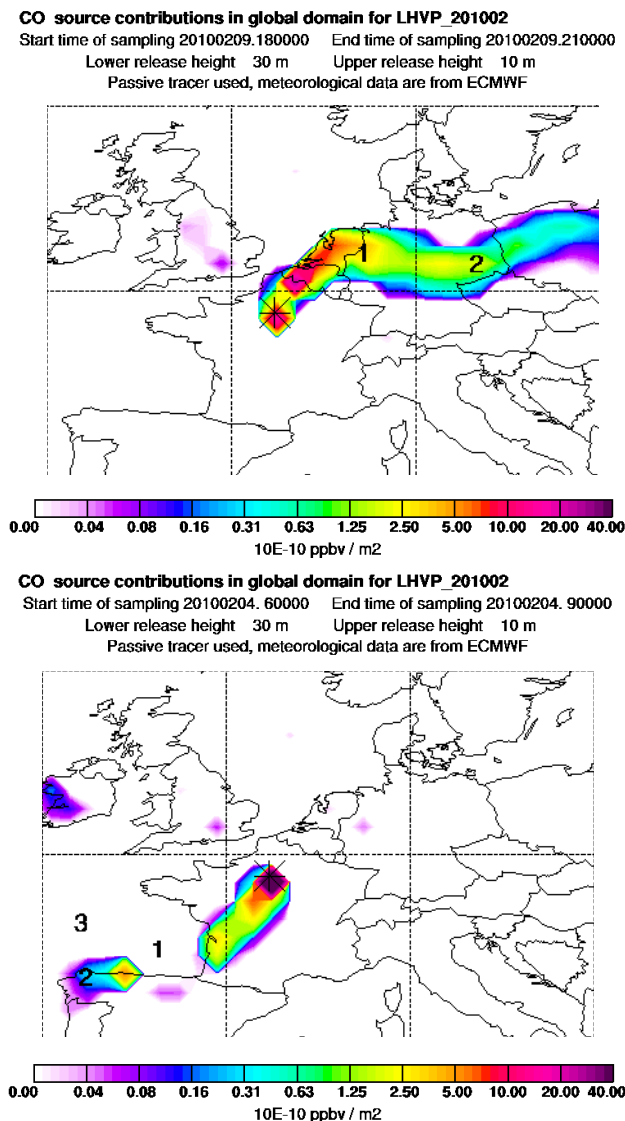 CO source contributions in global domain for LHVP_201002
Start time of sampling 20100209.180000 End time of sampling 20100209.210000
Lower release height 30 m Upper release height 10 m
Passive tracer used, meteorological data are from ECMWF
1
2
0.00 0.04 0.08 0.16 0.31 0.63 1.25 2.50 5.00 10.00 20.00 40.00
10E-10 ppbv / m2
CO source contributions in global domain for LHVP_201002
Start time of sampling 20100204. 60000 End time of sampling 20100204. 90000
Lower release height 30 m Upper release height 10 m
Passive tracer used, meteorological data are from ECMWF
3
1
2
0.00 0.04 0.08 0.16 0.31 0.63 1.25 2.50 5.00 10.00 20.00 40.00
10E-10 ppbv / m2